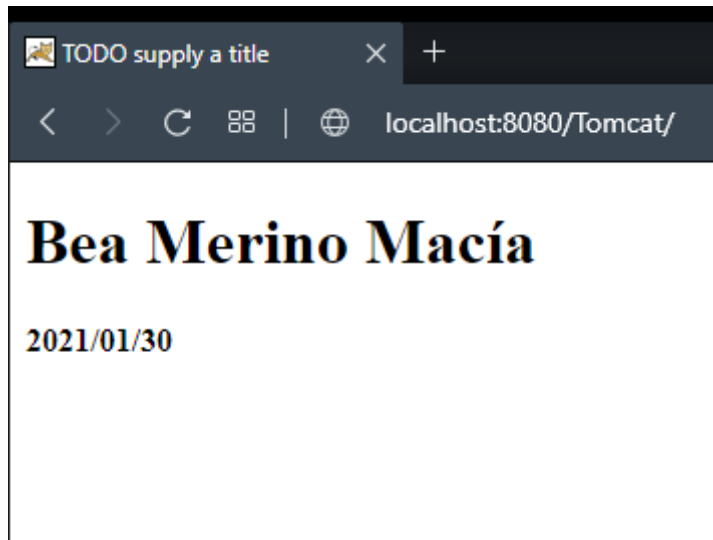 TODO supply a title
localhost:8080/Tomcat/
Bea Merino Macía
2021/01/30